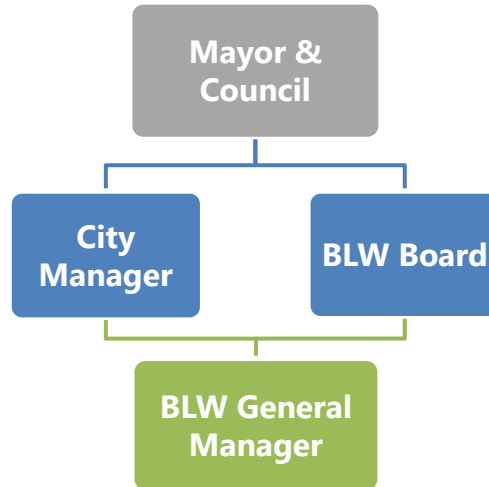 Mayor &
Council
City
Manager
BLW Board
BLW General
Manager